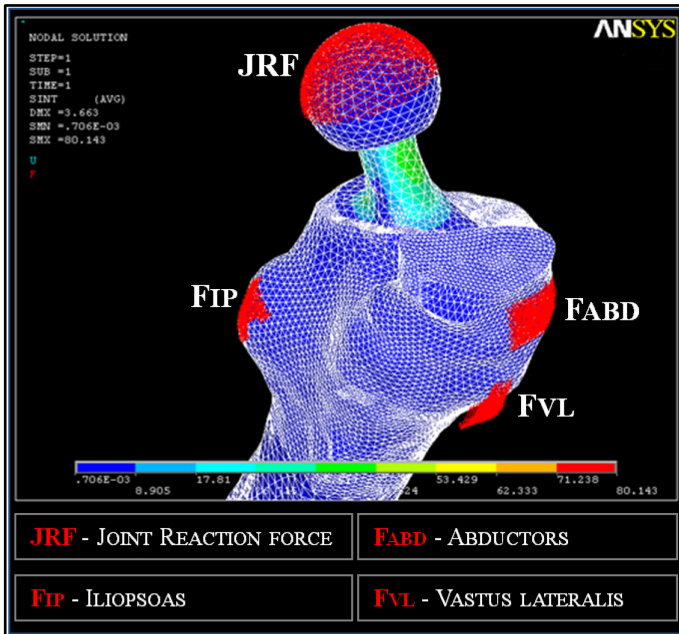 ANSYS
NODAL SOLUTION
STEP=1
SUB =1
TIME=1
SINT (AVG)
DMX =3.663
SMN =.706E-03
SMX =80.143
U
F
JRF
FIP
FABD
FVL
.706E-03 17.81 53.429 71.238
8.905 62.333 80.143
JRF - JOINT REACTION FORCE
FABD - ABDUCTORS
FIP - ILIOPSOAS
FVL - VASTUS LATERALIS